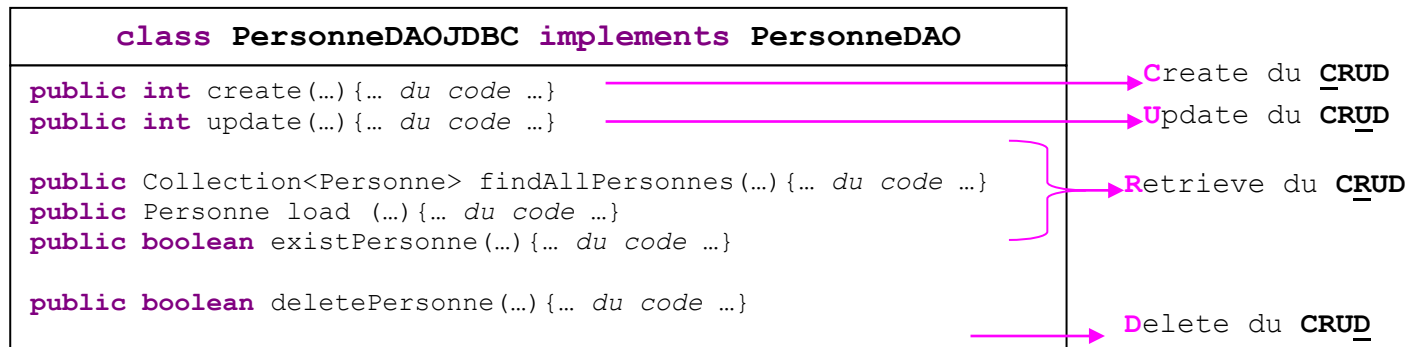 class PersonneDAOJDBC implements PersonneDAO
public int create(…){… du code …}
Create du CRUD
public int update(…){… du code …}
Update du CRUD
public Collection<Personne> findAllPersonnes(…){… du code …}
Retrieve du CRUD
public Personne load (…){… du code …}
public boolean existPersonne(…){… du code …}
public boolean deletePersonne(…){… du code …}
Delete du CRUD